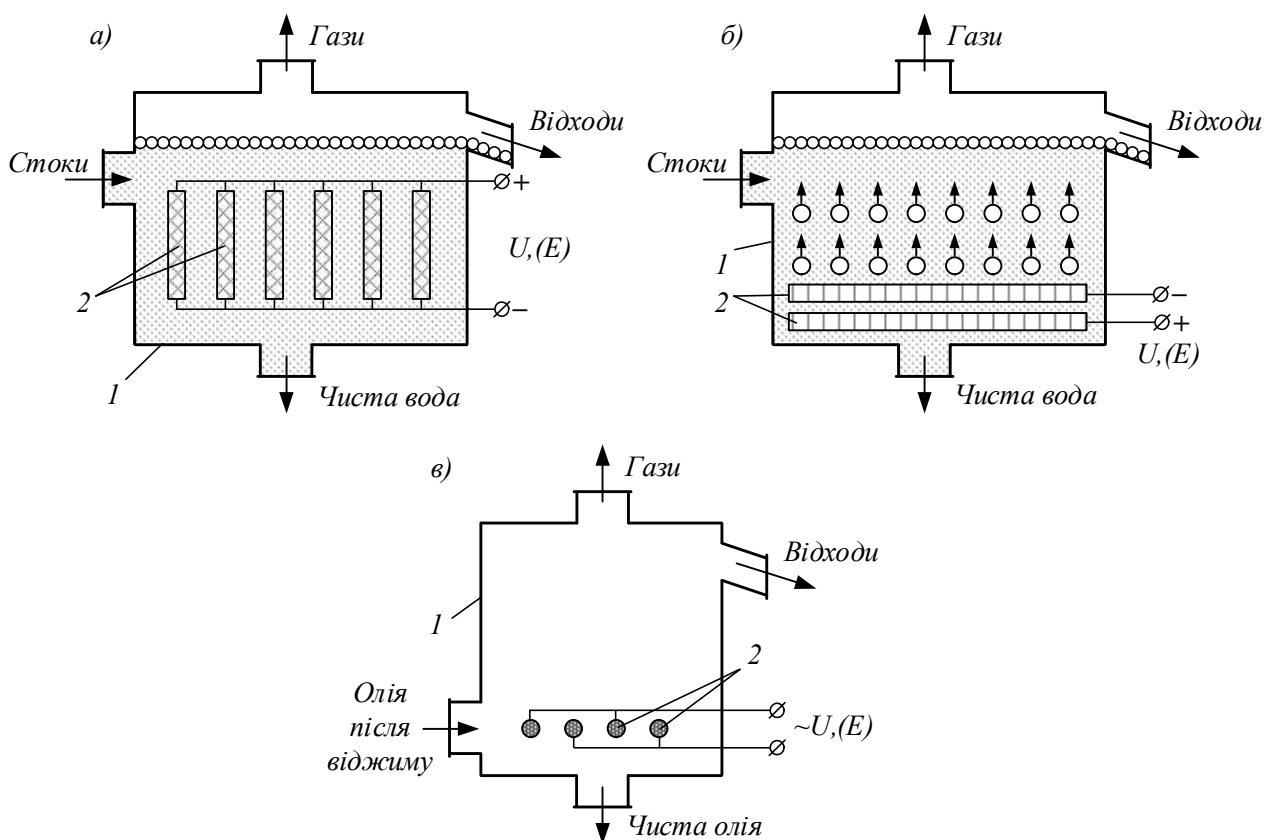 а)
Гази
Відходи
Стоки
+
U,(E)
2
–
1
Чиста вода
б)
Гази
Відходи
Стоки
1
2
–
+
U,(E)
Чиста вода
в)
Гази
Відходи
1
2
Олія
після
віджиму
~U,(E)
Чиста олія